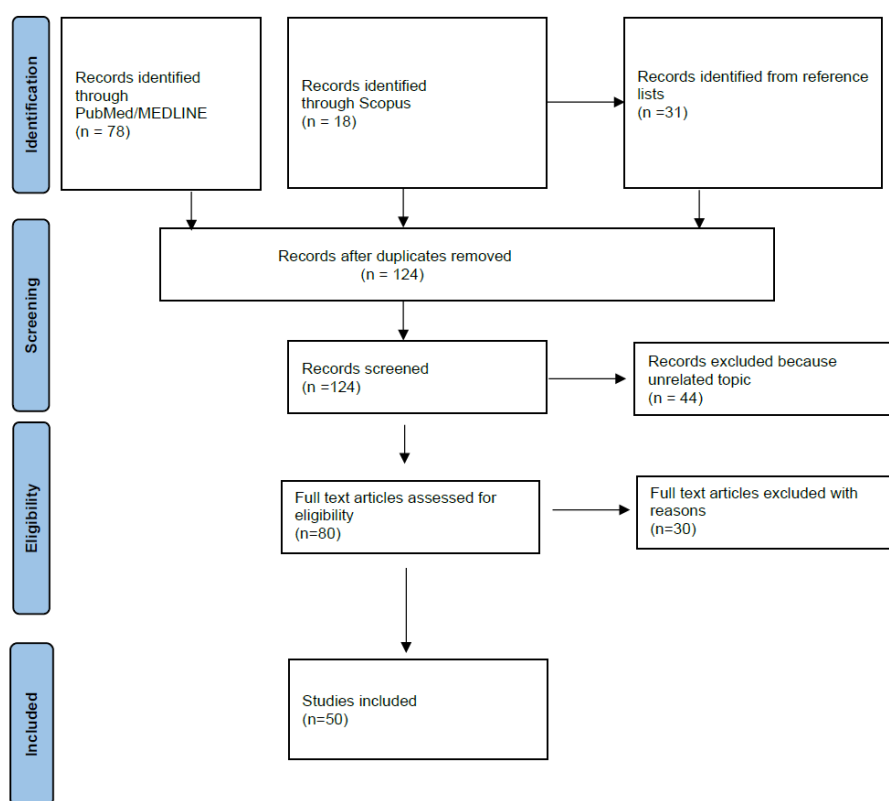 Identification
Records identified
through
PubMed/MEDLINE
(n = 78)
Records identified
through Scopus
(n = 18)
Records identified from reference
lists
(n =31)
Screening
Records after duplicates removed
(n = 124)
Records screened
(n =124)
Records excluded because
unrelated topic
(n = 44)
Eligibility
Full text articles assessed for
eligibility
(n=80)
Full text articles excluded with
reasons
(n=30)
Included
Studies included
(n=50)